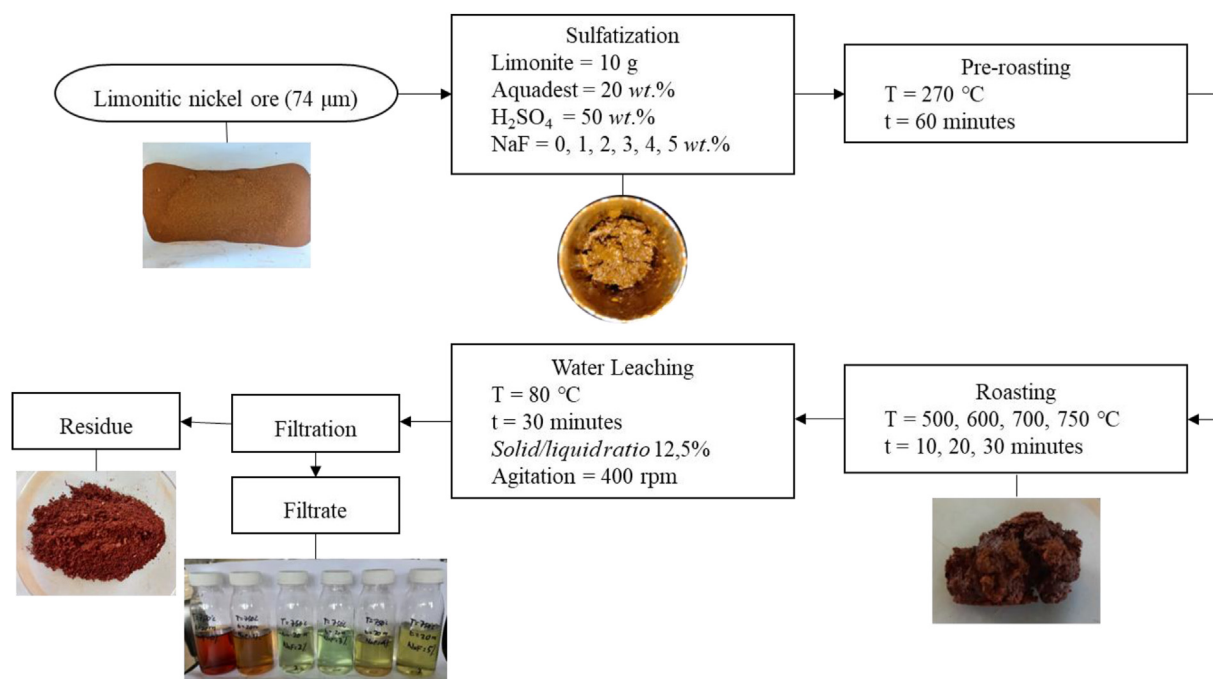 Limonitic nickel ore (74 μm)
Sulfatization
Limonite = 10 g
Aquadest = 20 wt.%
H₂SO₄ = 50 wt.%
NaF = 0, 1, 2, 3, 4, 5 wt.%
Pre-roasting
T = 270 °C
t = 60 minutes
Roasting
T = 500, 600, 700, 750 °C
t = 10, 20, 30 minutes
Water Leaching
T = 80 °C
t = 30 minutes
Solid/liquid ratio 12,5%
Agitation = 400 rpm
Filtration
Residue
Filtrate